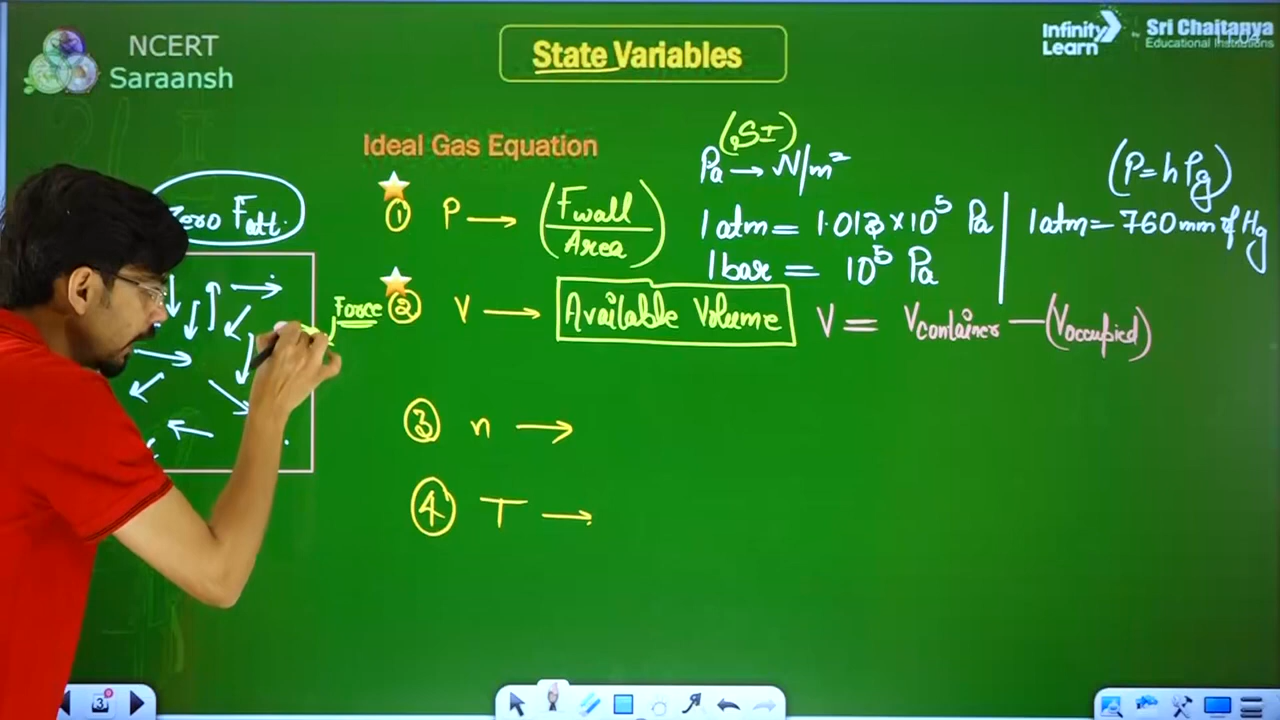 NCERT
Saraansh
State Variables
Infinity
Learn
by
Sri Chaitanya
Educational Institutions
Ideal Gas Equation
(SI)
Pa → N/m²
(P = hρg)
Zero Fatt.
① P → (Fwall / Area)
1 atm = 1.013 × 10⁵ Pa
1 atm = 760 mm of Hg
1 bar = 10⁵ Pa
Force
② V → Available Volume
V = Vcontainer – (Voccupied)
③ n →
④ T →
3